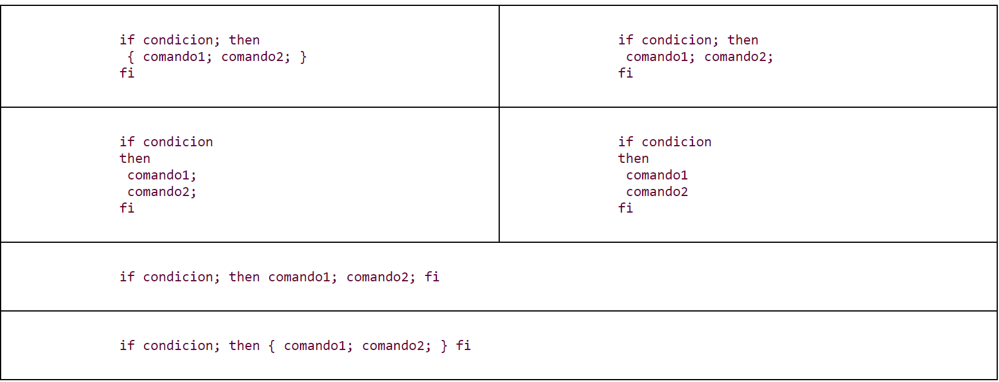 if condicion; then
{ comando1; comando2; }
fi
if condicion; then
comando1; comando2;
fi
if condicion
then
comando1;
comando2;
fi
if condicion
then
comando1
comando2
fi
if condicion; then comando1; comando2; fi
if condicion; then { comando1; comando2; } fi